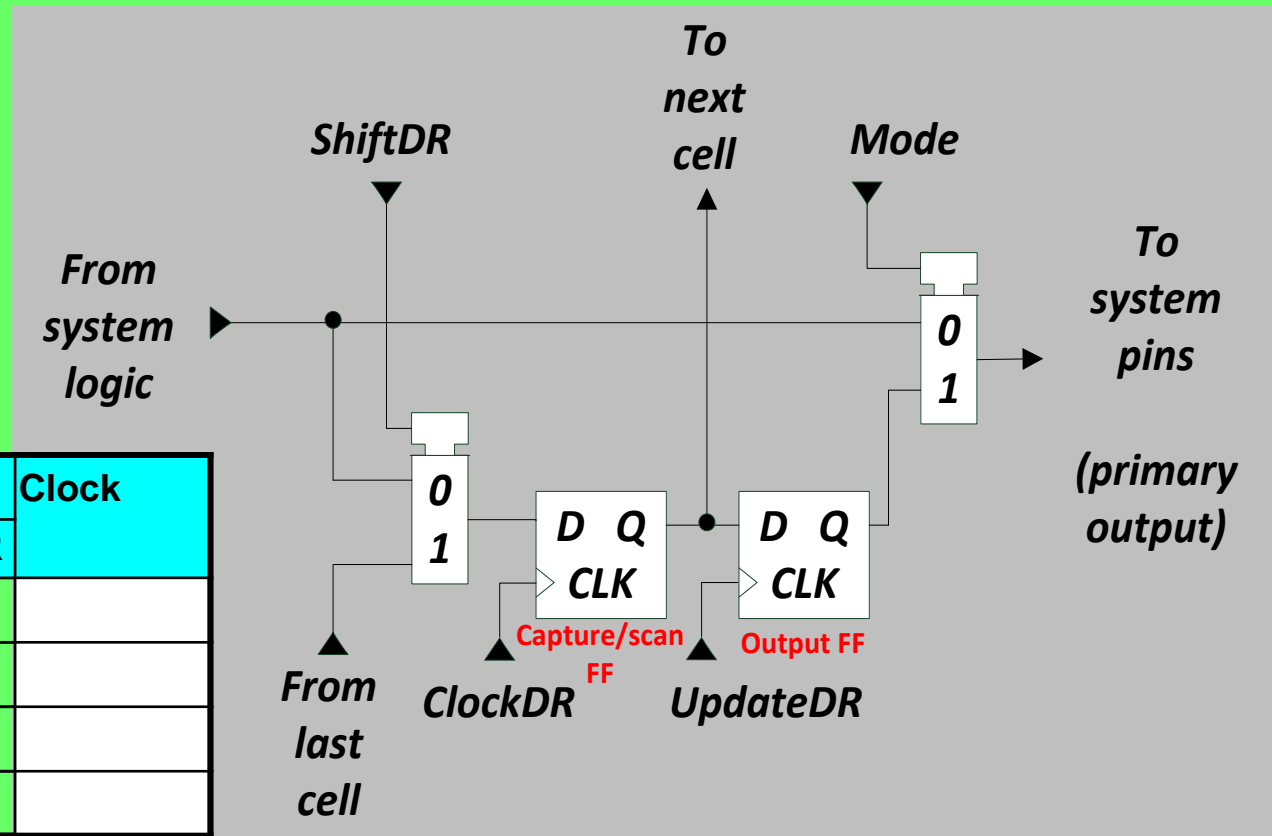 To
next
cell
ShiftDR
Mode
From
system
logic
To
system
pins
(primary
output)
0
1
0
1
D Q
CLK
D Q
CLK
Capture/scan
FF
Output FF
From
last
cell
ClockDR
UpdateDR
Clock
R